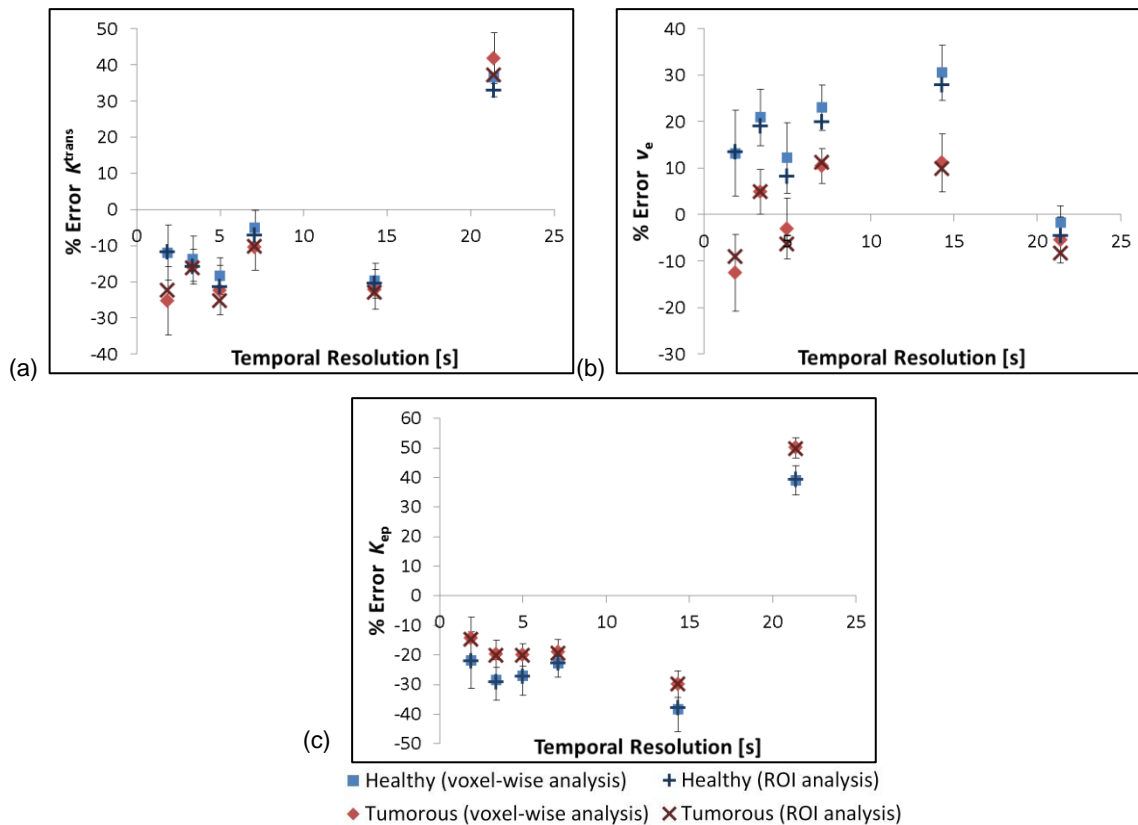 50
40
30
20
10
0
-10
-20
-30
-40
% Error Ktrans
0 5 10 15 20 25
Temporal Resolution [s]
(a)
40
30
20
10
0
-10
-20
-30
% Error ve
0 5 10 15 20 25
Temporal Resolution [s]
(b)
60
50
40
30
20
10
0
-10
-20
-30
-40
-50
% Error Kep
0 5 10 15 20 25
Temporal Resolution [s]
(c)
Healthy (voxel-wise analysis) Healthy (ROI analysis)
Tumorous (voxel-wise analysis) Tumorous (ROI analysis)